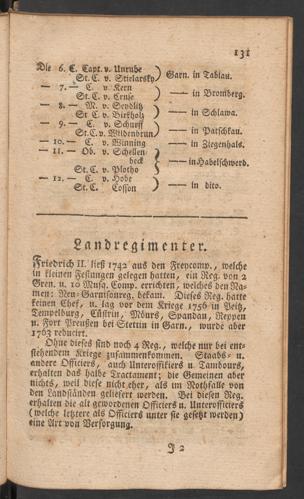 131
Die 6. C. Capt. v. Unruhe
St. C. v. Stielarsky } Garn. in Tablau.
— 7. — C. v. Kern
St. C. v. Cruse } — in Bromberg.
— 8. — M. v. Seydlitz
St C. v. Birkholz } — in Schlawa.
— 9. — C. v. Schurff
St. C. v. Wildenbrun } — in Patschkau.
— 10. — C. v. Winning — in Ziegenhals.
— 11. — Ob. v. Schellen-
beck
St. C. v. Plotho } — in Habelschwerd.
— 12. — C. v. Hobe
St. C. Cosson } — in dito.
Landregimenter.
Friedrich II. ließ 1742 aus den Freycomp., welche
in kleinen Festungen gelegen hatten, ein Reg. von 2
Gren. u. 10 Musq. Comp. errichten, welches den Na-
men: Neu-Garnisonreg. bekam. Dieses Reg. hatte
keinen Chef, u. lag vor dem Kriege 1756 in Peitz,
Tempelburg, Cüstrin, Mörs, Spandau, Reppen
u. Fort Preußen bei Stettin in Garn., wurde aber
1763 reducirt.
Ohne dieses sind noch 4 Reg., welche nur bei ent-
stehendem Kriege zusammenkommen. Staabs- u.
andere Officiers, auch Unterofficiers u. Tambours,
erhalten das halbe Tractament; die Gemeinen aber
nichts, weil diese nicht eher, als im Nothfalle von
den Landständen geliefert werden. Bei diesen Reg.
erhalten die alt gewordenen Officiers u. Unterofficiers
(welche letztere als Officiers unter sie gesetzt werden)
eine Art von Versorgung.
J 2